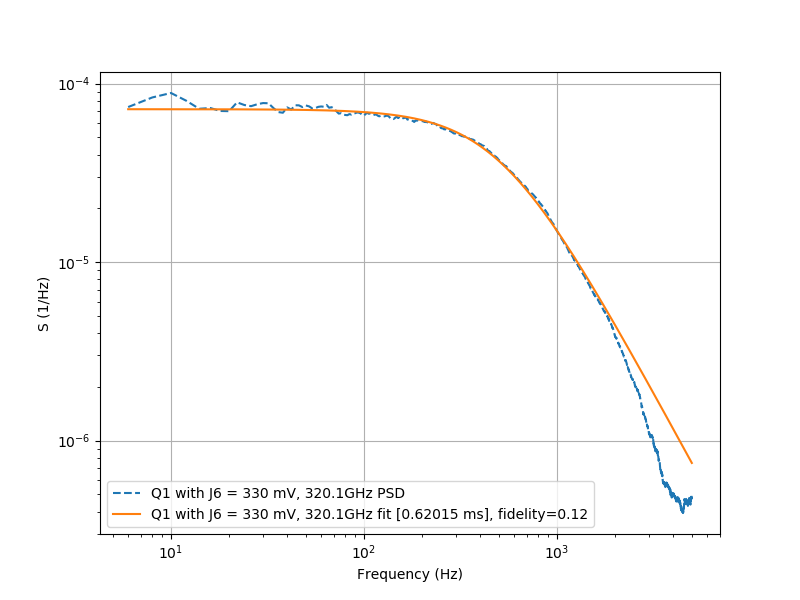 10⁻⁴
10⁻⁵
10⁻⁶
S (1/Hz)
Q1 with J6 = 330 mV, 320.1GHz PSD
Q1 with J6 = 330 mV, 320.1GHz fit [0.62015 ms], fidelity=0.12
10¹ 10² 10³
Frequency (Hz)